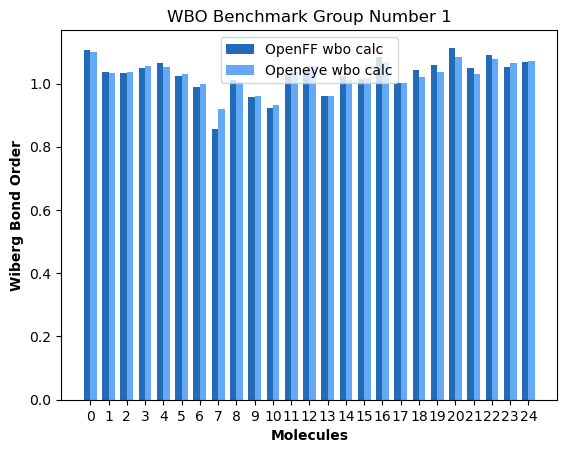 WBO Benchmark Group Number 1
OpenFF wbo calc
Openeye wbo calc
Wiberg Bond Order
1.0
0.8
0.6
0.4
0.2
0.0
0 1 2 3 4 5 6 7 8 9 10 11 12 13 14 15 16 17 18 19 20 21 22 23 24
Molecules